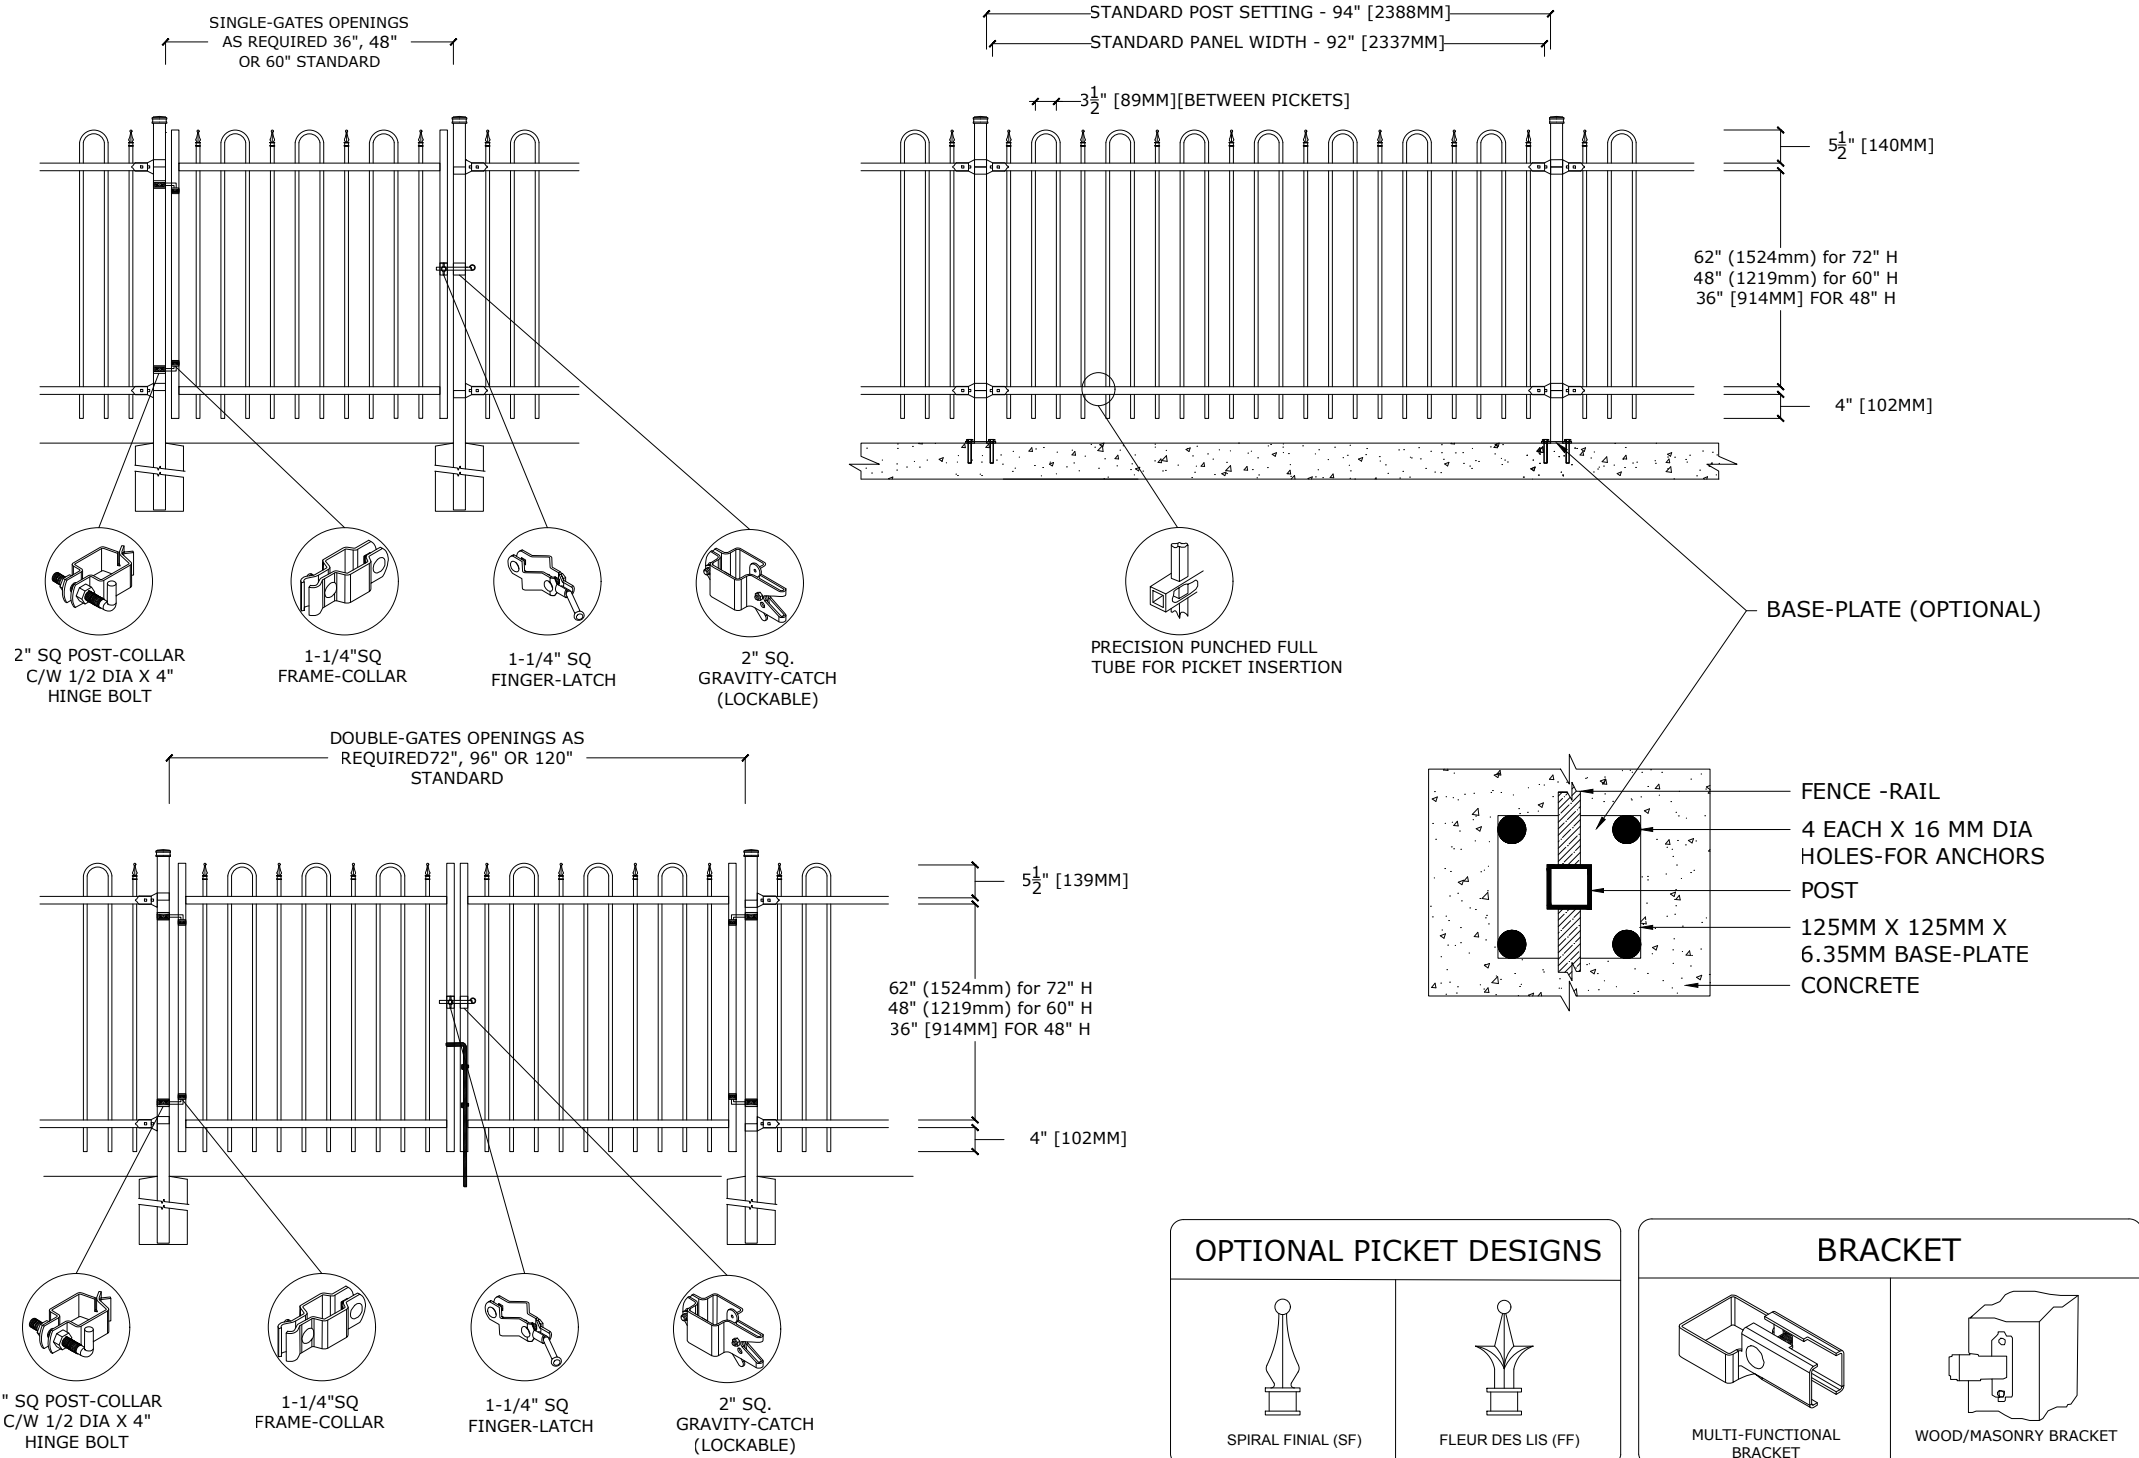 SINGLE-GATES OPENINGS
AS REQUIRED 36", 48"
OR 60" STANDARD
STANDARD POST SETTING - 94" [2388MM]
STANDARD PANEL WIDTH - 92" [2337MM]
3 1/2" [89MM][BETWEEN PICKETS]
5 1/2" [140MM]
62" (1524mm) for 72" H
48" (1219mm) for 60" H
36" [914MM] FOR 48" H
4" [102MM]
2" SQ POST-COLLAR
C/W 1/2 DIA X 4"
HINGE BOLT
1-1/4"SQ
FRAME-COLLAR
1-1/4" SQ
FINGER-LATCH
2" SQ.
GRAVITY-CATCH
(LOCKABLE)
PRECISION PUNCHED FULL
TUBE FOR PICKET INSERTION
BASE-PLATE (OPTIONAL)
DOUBLE-GATES OPENINGS AS
REQUIRED72", 96" OR 120"
STANDARD
5 1/2" [139MM]
62" (1524mm) for 72" H
48" (1219mm) for 60" H
36" [914MM] FOR 48" H
4" [102MM]
FENCE -RAIL
4 EACH X 16 MM DIA
HOLES-FOR ANCHORS
POST
125MM X 125MM X
6.35MM BASE-PLATE
CONCRETE
" SQ POST-COLLAR
C/W 1/2 DIA X 4"
HINGE BOLT
1-1/4"SQ
FRAME-COLLAR
1-1/4" SQ
FINGER-LATCH
2" SQ.
GRAVITY-CATCH
(LOCKABLE)
OPTIONAL PICKET DESIGNS
SPIRAL FINIAL (SF)
FLEUR DES LIS (FF)
BRACKET
MULTI-FUNCTIONAL
BRACKET
WOOD/MASONRY BRACKET